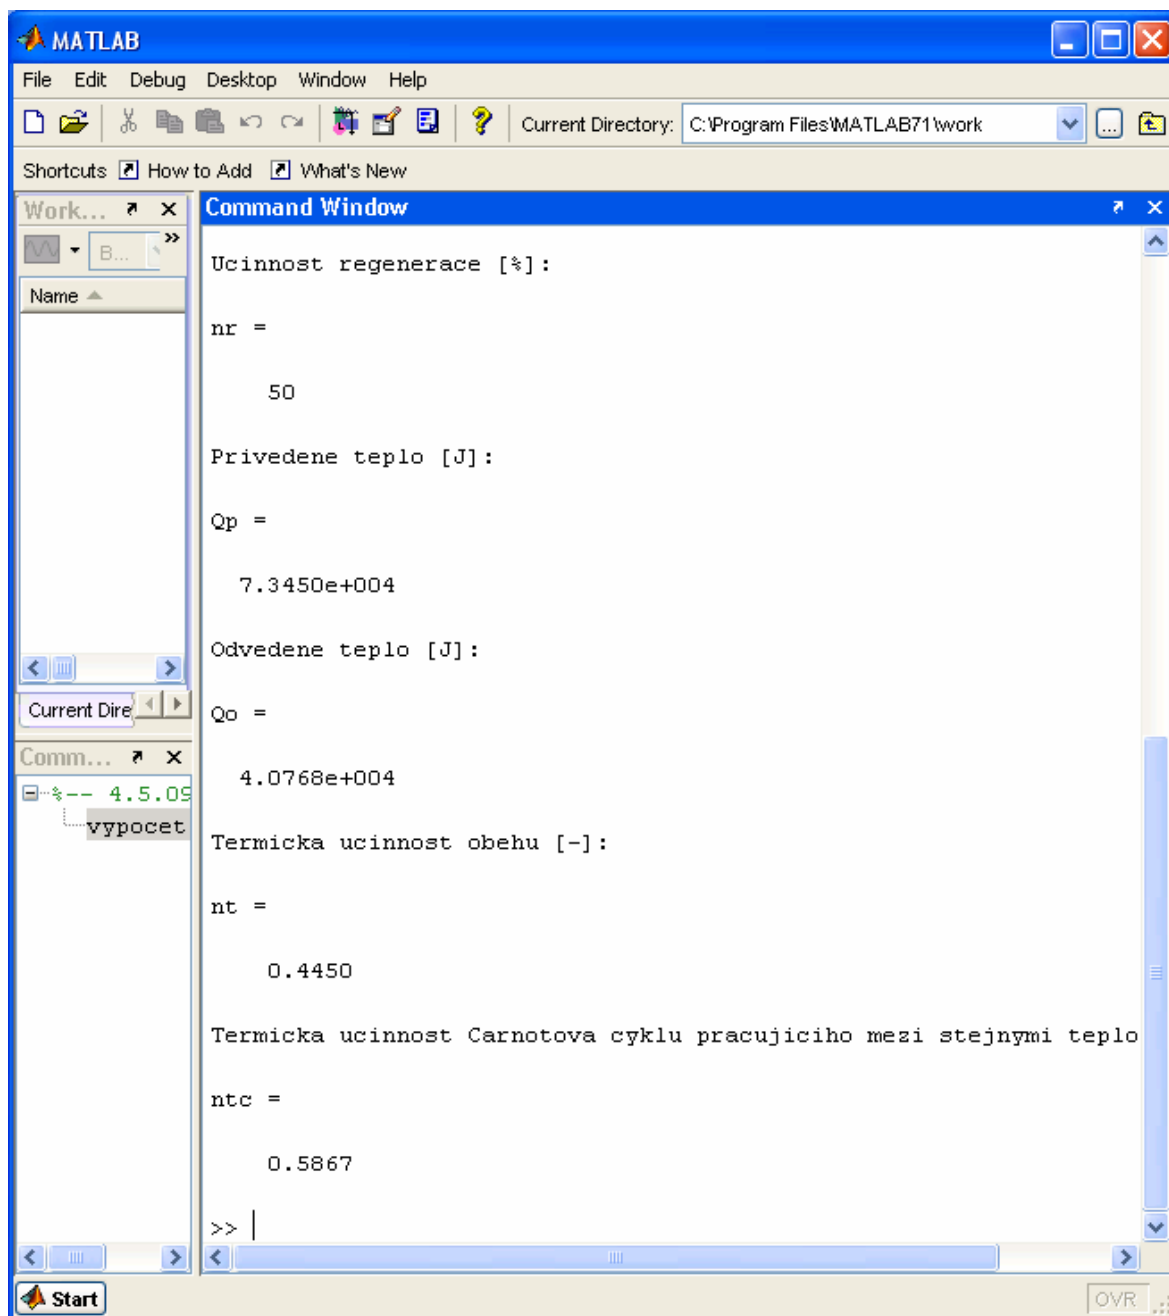 MATLAB
File Edit Debug Desktop Window Help
Current Directory: C:\Program Files\MATLAB71\work ...
Shortcuts How to Add What's New
Work...
B...
Name
Current Dire
Comm...
%-- 4.5.09
vypocet
Command Window
Ucinnost regenerace [%]:
nr =
50
Privedene teplo [J]:
Qp =
7.3450e+004
Odvedene teplo [J]:
Qo =
4.0768e+004
Termicka ucinnost obehu [-]:
nt =
0.4450
Termicka ucinnost Carnotova cyklu pracujiciho mezi stejnymi teplo
ntc =
0.5867
>>
Start
OVR